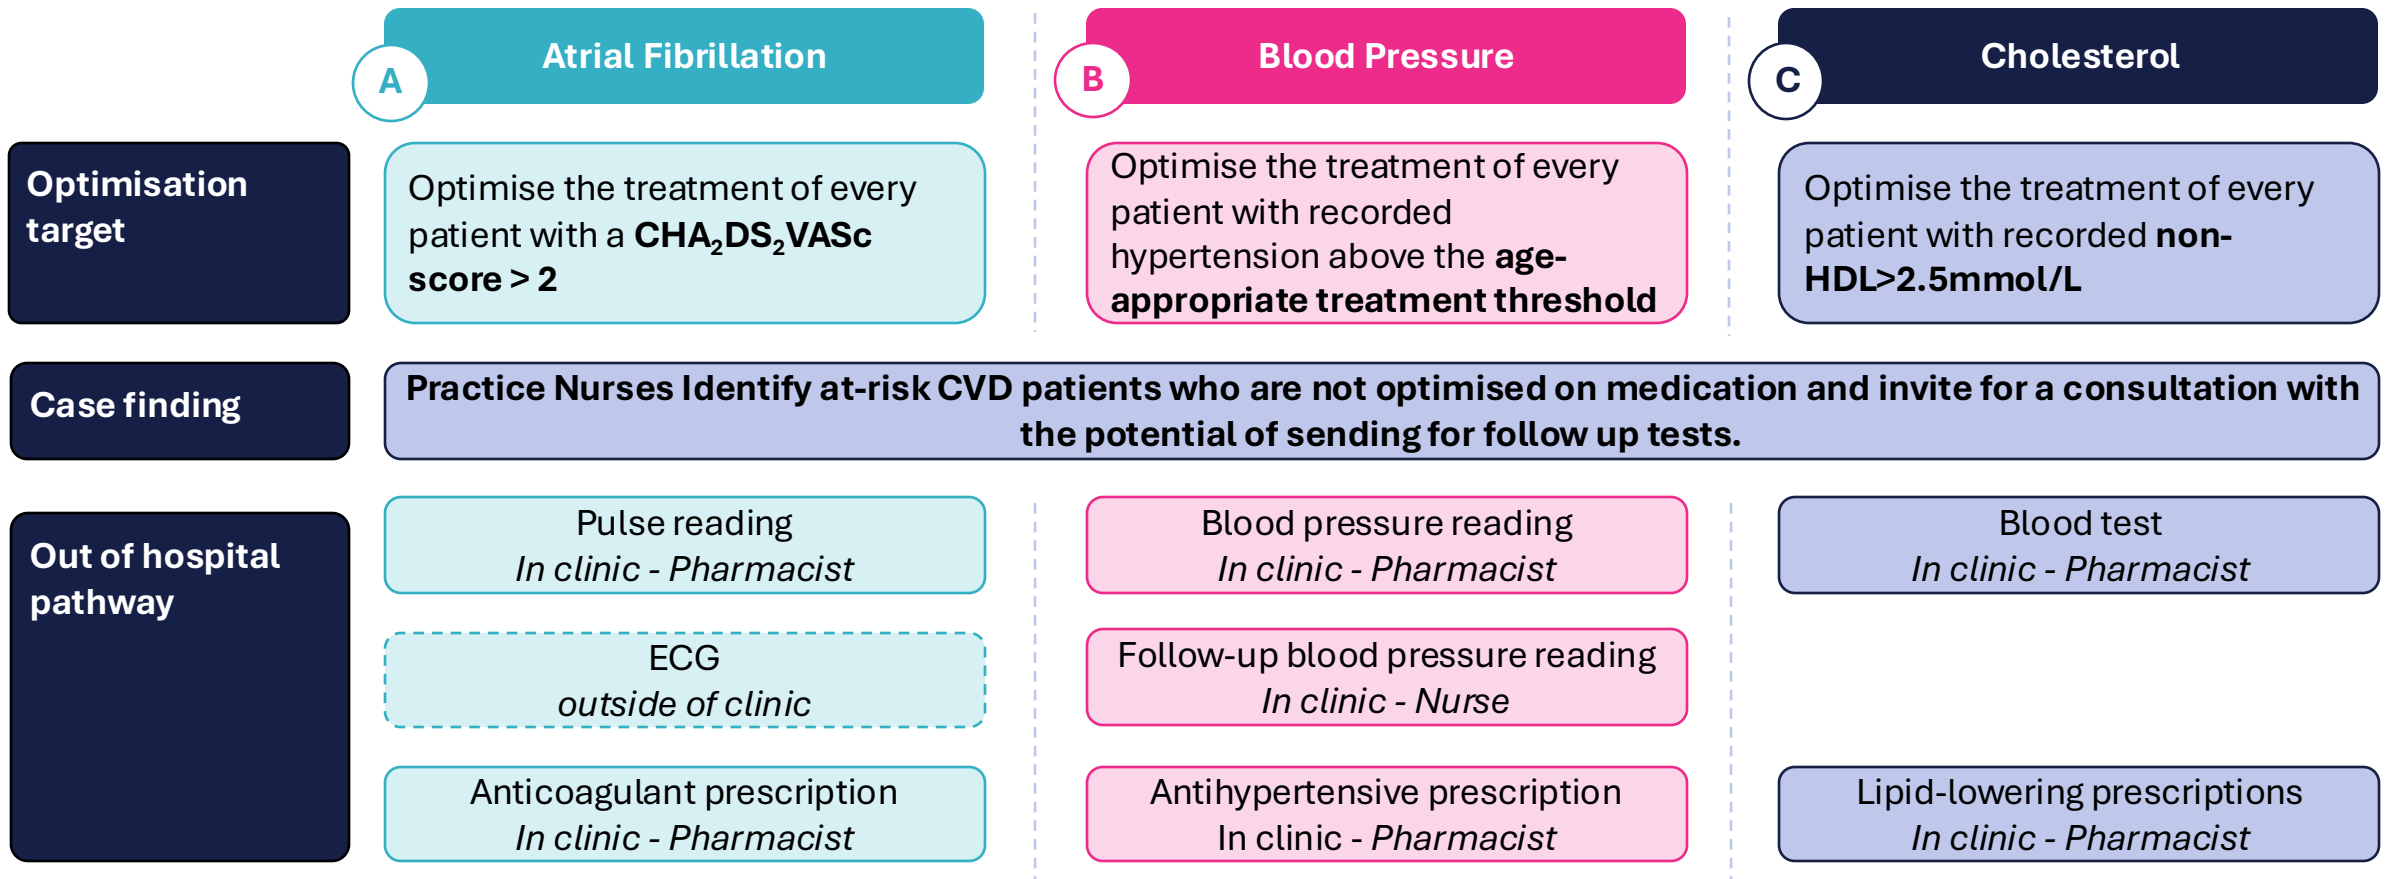 Atrial Fibrillation
A
Blood Pressure
B
Cholesterol
C
Optimisation
target
Optimise the treatment of every
patient with a CHA₂DS₂VASc
score > 2
Optimise the treatment of every
patient with recorded
hypertension above the age-
appropriate treatment threshold
Optimise the treatment of every
patient with recorded non-
HDL>2.5mmol/L
Case finding
Practice Nurses Identify at-risk CVD patients who are not optimised on medication and invite for a consultation with
the potential of sending for follow up tests.
Out of hospital
pathway
Pulse reading
In clinic - Pharmacist
Blood pressure reading
In clinic - Pharmacist
Blood test
In clinic - Pharmacist
ECG
outside of clinic
Follow-up blood pressure reading
In clinic - Nurse
Anticoagulant prescription
In clinic - Pharmacist
Antihypertensive prescription
In clinic - Pharmacist
Lipid-lowering prescriptions
In clinic - Pharmacist